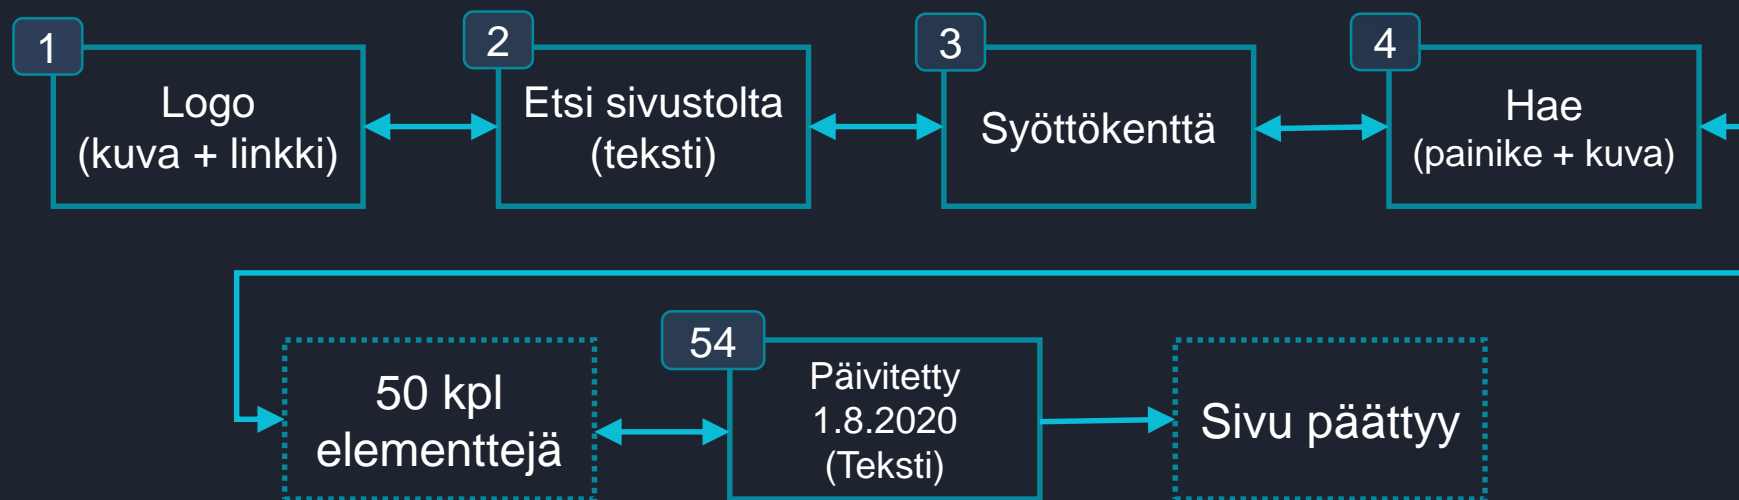 1
Logo
(kuva + linkki)
2
Etsi sivustolta
(teksti)
3
Syöttökenttä
4
Hae
(painike + kuva)
50 kpl
elementtejä
54
Päivitetty
1.8.2020
(Teksti)
Sivu päättyy